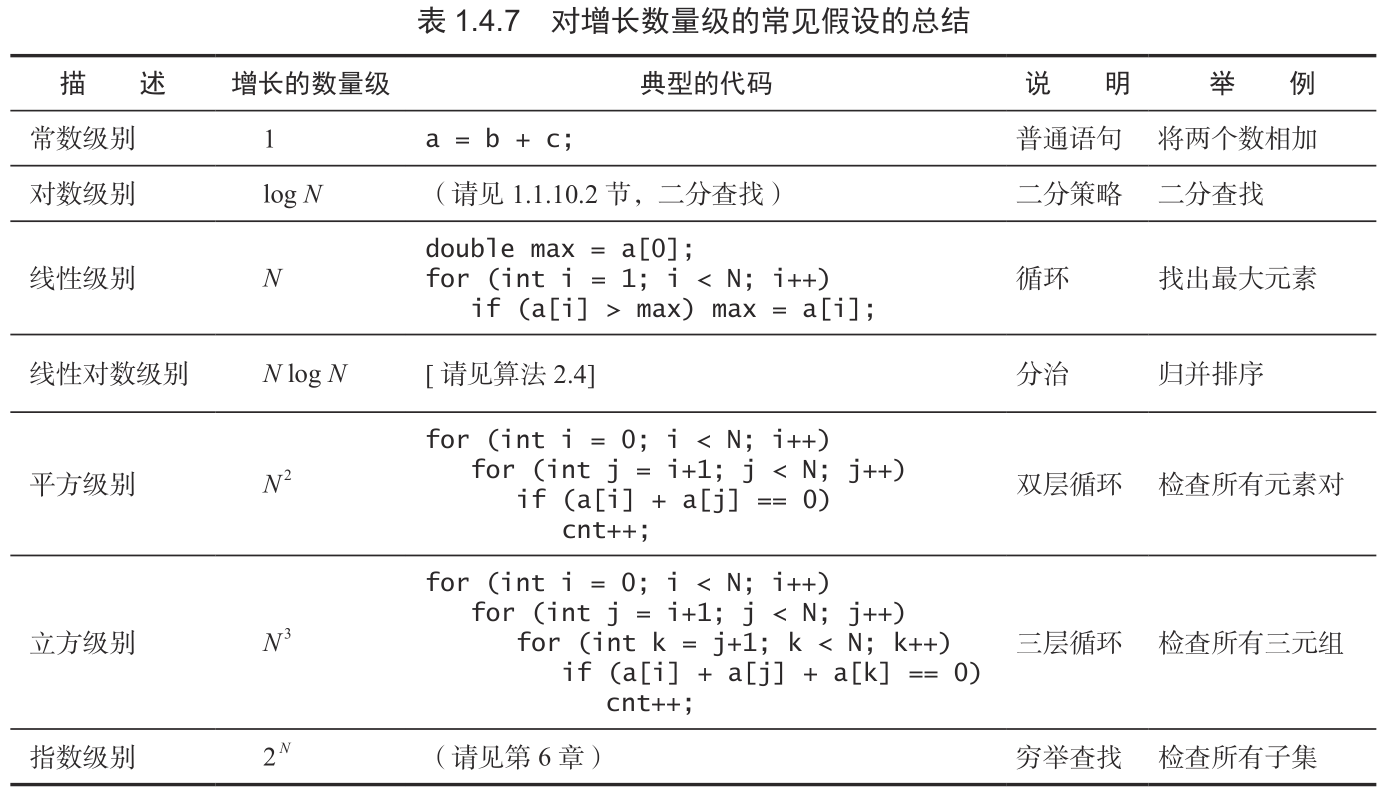 表 1.4.7 对增长数量级的常见假设的总结
描 述 增长的数量级 典型的代码 说 明 举 例
常数级别 1 a = b + c; 普通语句 将两个数相加
对数级别 log N （请见 1.1.10.2 节，二分查找） 二分策略 二分查找
double max = a[0];
线性级别 N for (int i = 1; i < N; i++) 循环 找出最大元素
if (a[i] > max) max = a[i];
线性对数级别 N log N [ 请见算法 2.4] 分治 归并排序
for (int i = 0; i < N; i++)
for (int j = i+1; j < N; j++)
平方级别 N² if (a[i] + a[j] == 0) 双层循环 检查所有元素对
cnt++;
for (int i = 0; i < N; i++)
for (int j = i+1; j < N; j++)
立方级别 N³ for (int k = j+1; k < N; k++) 三层循环 检查所有三元组
if (a[i] + a[j] + a[k] == 0)
cnt++;
指数级别 2ᴺ （请见第 6 章） 穷举查找 检查所有子集